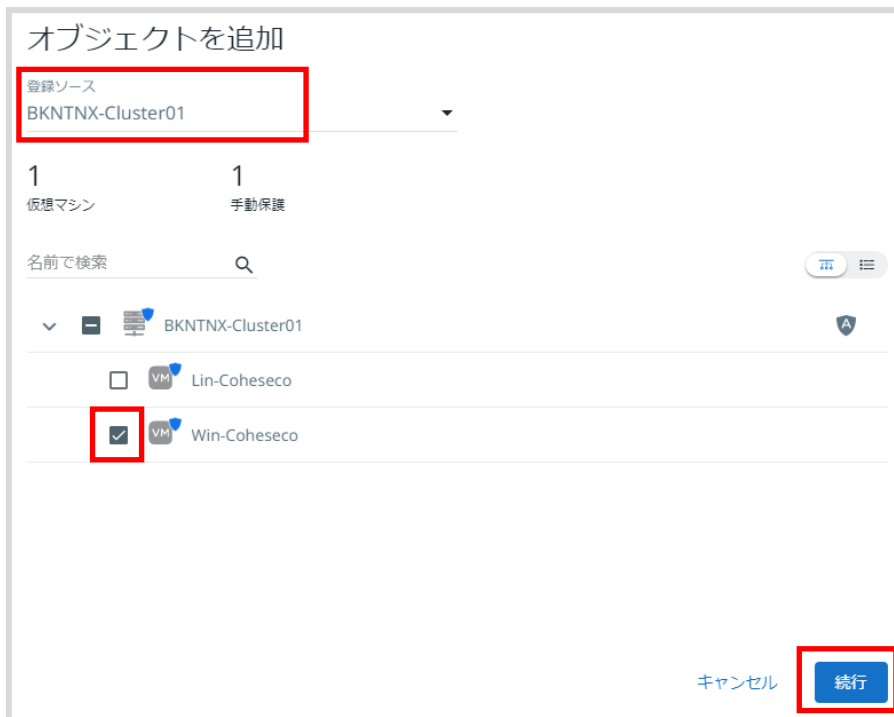 オブジェクトを追加
登録ソース
BKNTNX-Cluster01
1 1
仮想マシン 手動保護
名前で検索
BKNTNX-Cluster01 A
VM Lin-Coheseco
VM Win-Coheseco
キャンセル 続行